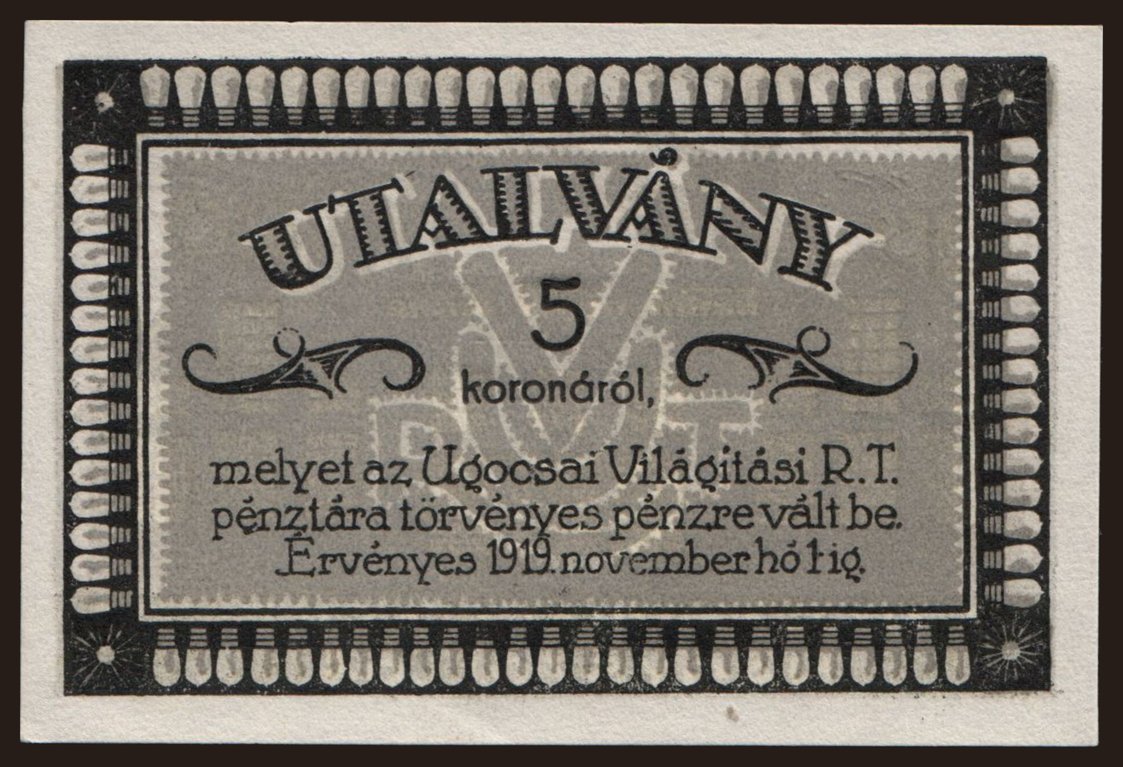 UTALVÁNY
5
koronáról,
melyet az Ugocsai Világitási R.T.
pénztára törvényes pénzre vált be.
Érvényes 1919. november hó 1 ig.